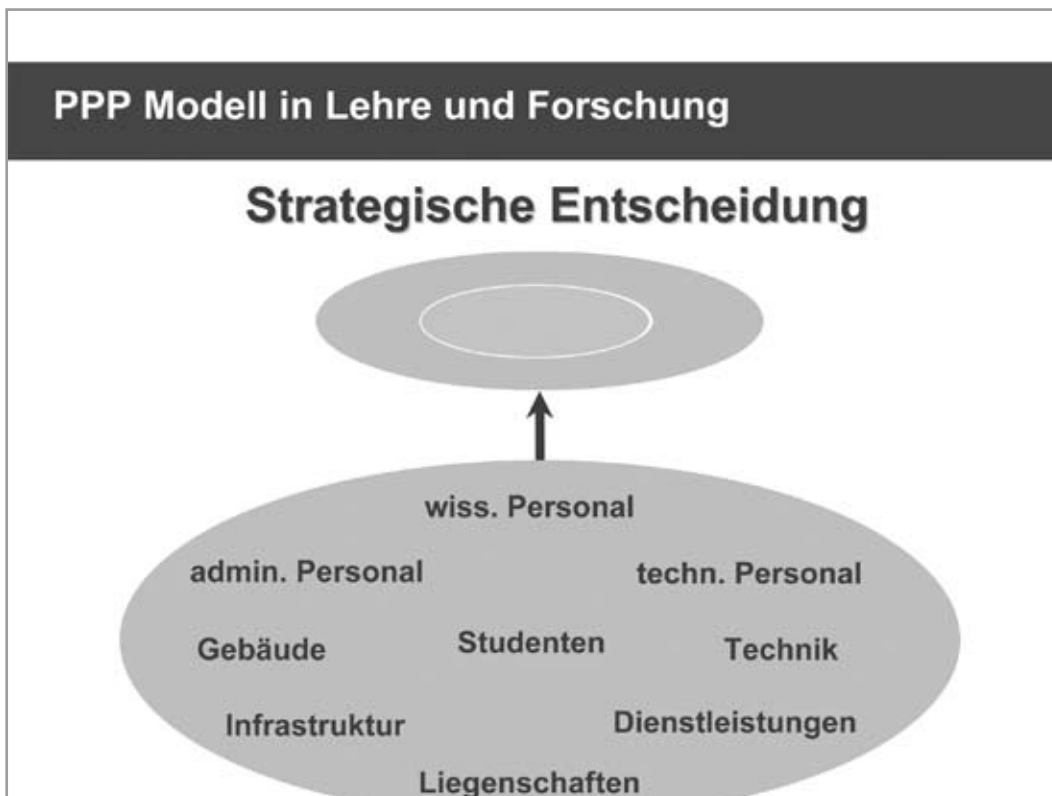 PPP Modell in Lehre und Forschung
Strategische Entscheidung
wiss. Personal
admin. Personal
techn. Personal
Gebäude
Studenten
Technik
Infrastruktur
Dienstleistungen
Liegenschaften